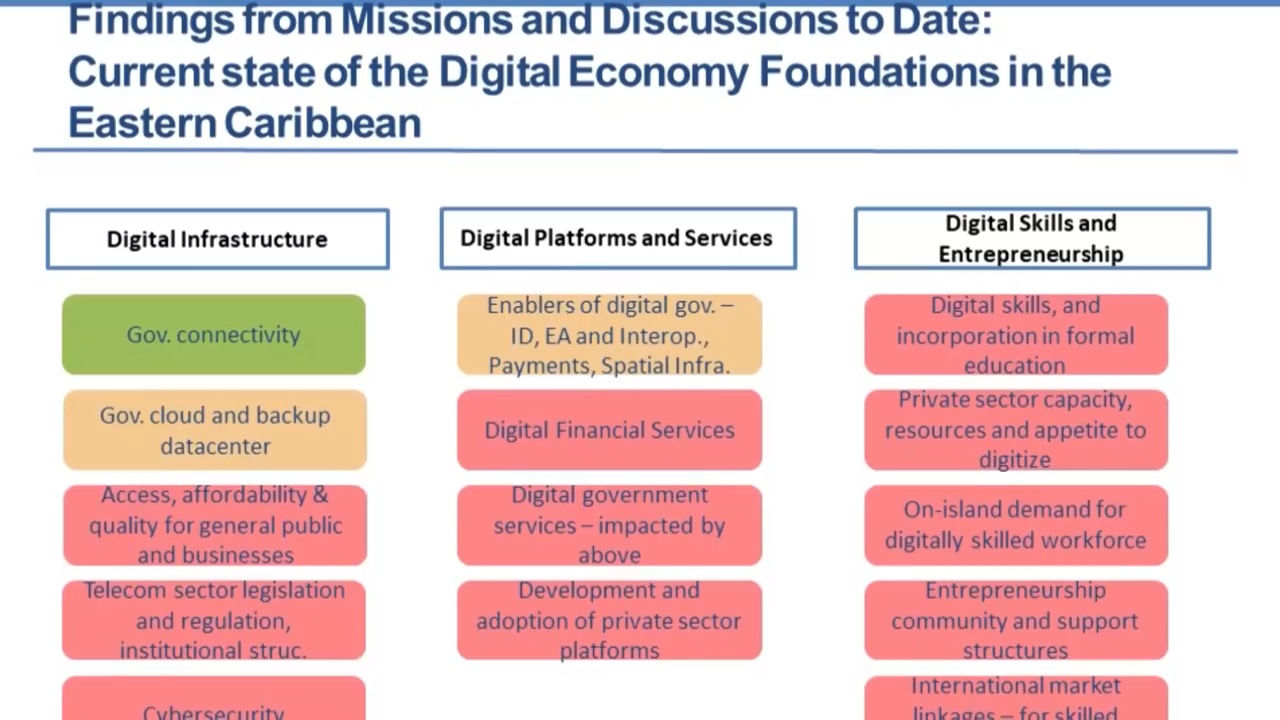 Findings from Missions and Discussions to Date:
Current state of the Digital Economy Foundations in the
Eastern Caribbean
Digital Infrastructure
Gov. connectivity
Gov. cloud and backup
datacenter
Access, affordability &
quality for general public
and businesses
Telecom sector legislation
and regulation,
institutional struc.
Cybersecurity
Digital Platforms and Services
Enablers of digital gov. –
ID, EA and Interop.,
Payments, Spatial Infra.
Digital Financial Services
Digital government
services – impacted by
above
Development and
adoption of private sector
platforms
Digital Skills and
Entrepreneurship
Digital skills, and
incorporation in formal
education
Private sector capacity,
resources and appetite to
digitize
On-island demand for
digitally skilled workforce
Entrepreneurship
community and support
structures
International market
linkages – for skilled